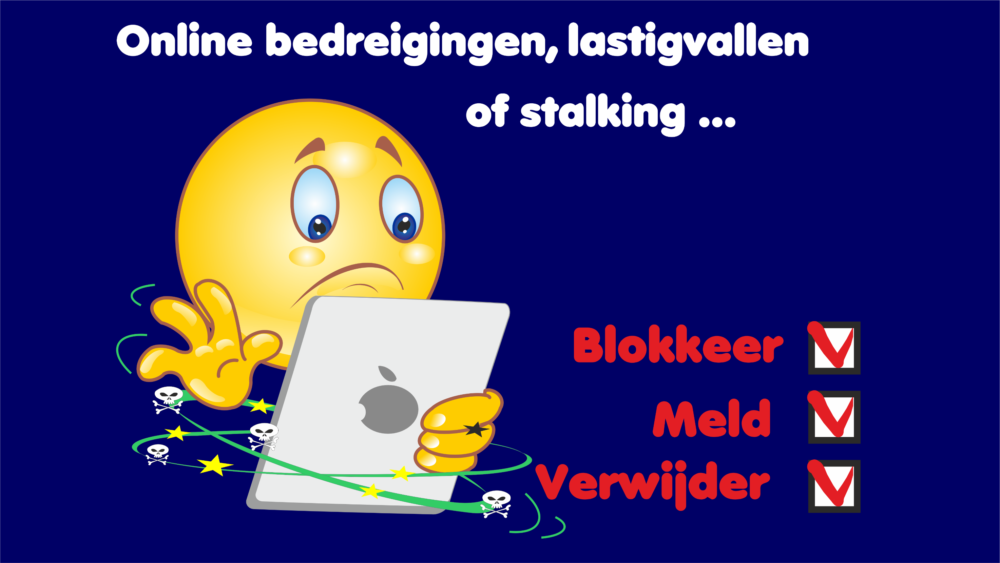 Online bedreigingen, lastigvallen
of stalking ...
Blokkeer
Meld
Verwijder